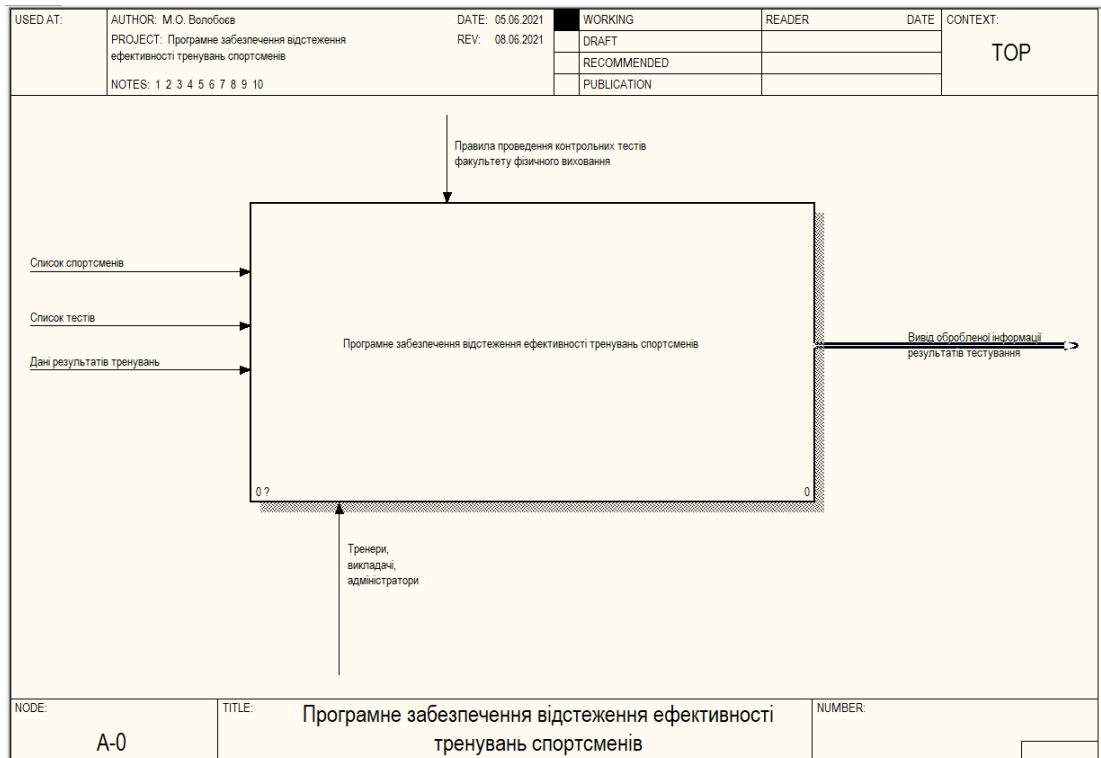 USED AT:
AUTHOR: М.О. Волобоєв
DATE: 05.06.2021
WORKING
READER
DATE
CONTEXT:
PROJECT: Програмне забезпечення відстеження
REV: 08.06.2021
DRAFT
TOP
ефективності тренувань спортсменів
RECOMMENDED
NOTES: 1 2 3 4 5 6 7 8 9 10
PUBLICATION
Правила проведення контрольних тестів
факультету фізичного виховання
Список спортсменів
Список тестів
Дані результатів тренувань
Програмне забезпечення відстеження ефективності тренувань спортсменів
Вивід обробленої інформації
результатів тестування
0 ?
0
Тренери,
викладачі,
адміністратори
NODE:
A-0
TITLE:
Програмне забезпечення відстеження ефективності
тренувань спортсменів
NUMBER: